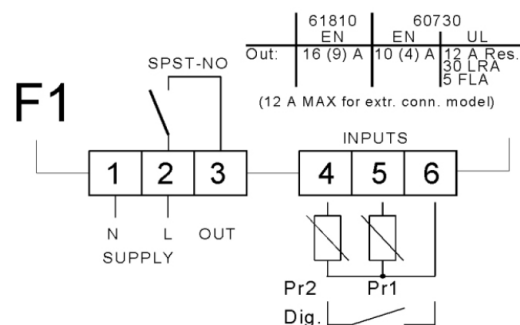 61810 60730
EN EN UL
Out: 16 (9) A 10 (4) A 12 A Res.
30 LRA
5 FLA
(12 A MAX for extr. conn. model)
SPST-NO
F1
INPUTS
1 2 3 4 5 6
N L OUT
SUPPLY
Pr2 Pr1
Dig.